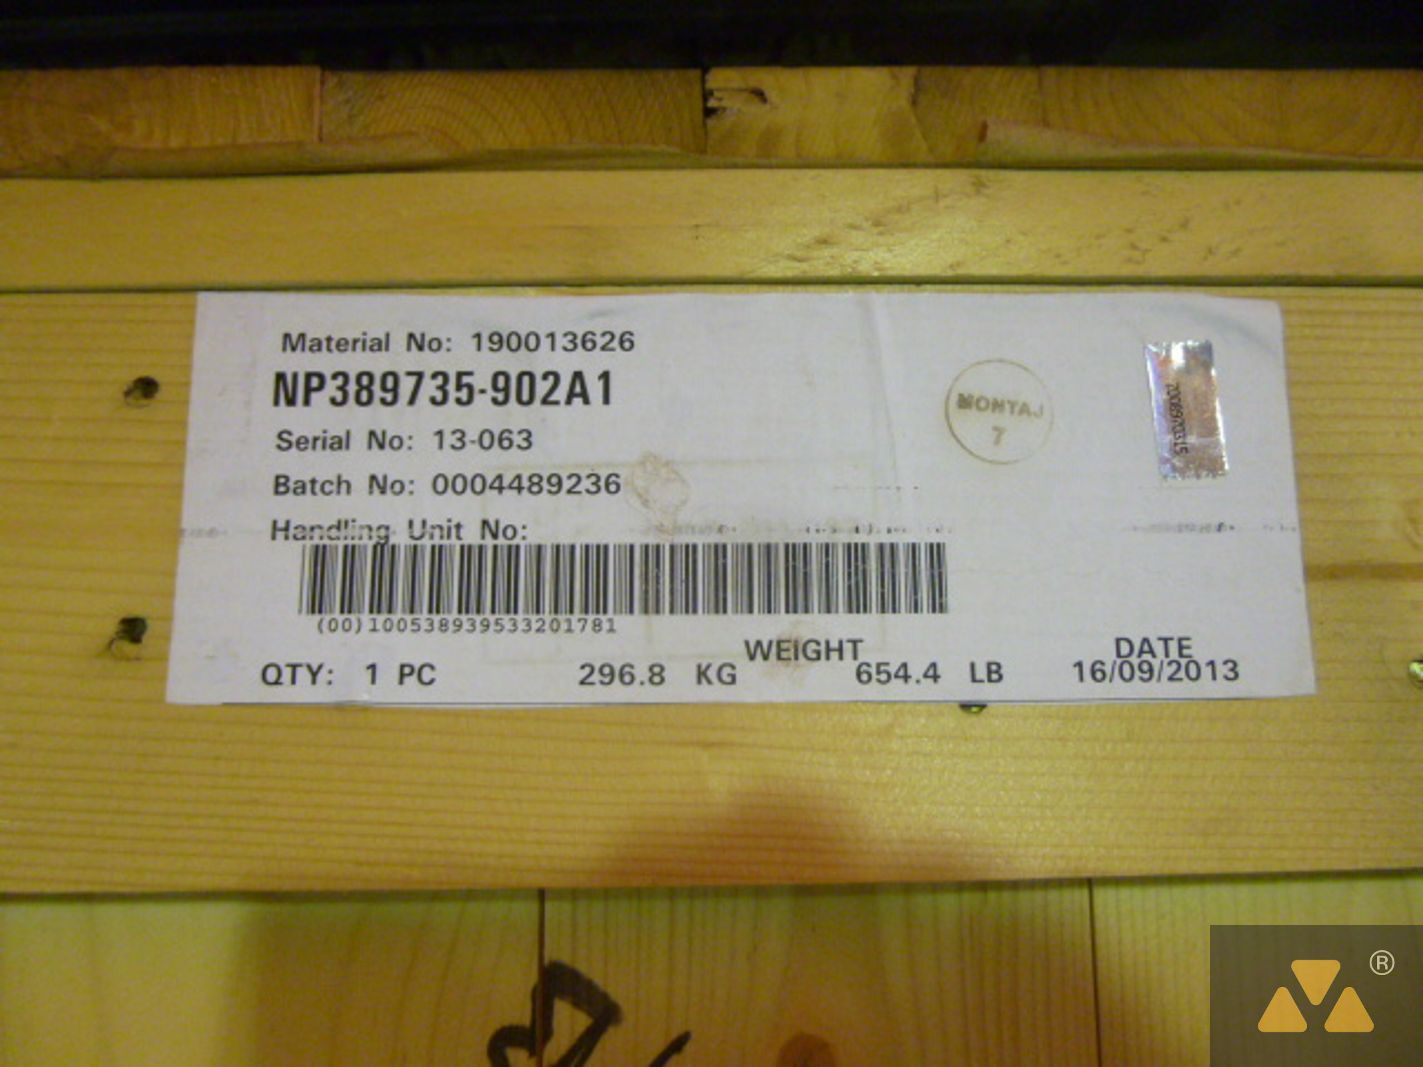 Material No: 190013626
NP389735-902A1
Serial No: 13-063
Batch No: 0004489236
Handling Unit No:
(00)100538939533201781
WEIGHT DATE
QTY: 1 PC 296.8 KG 654.4 LB 16/09/2013
MONTAJ
7
®